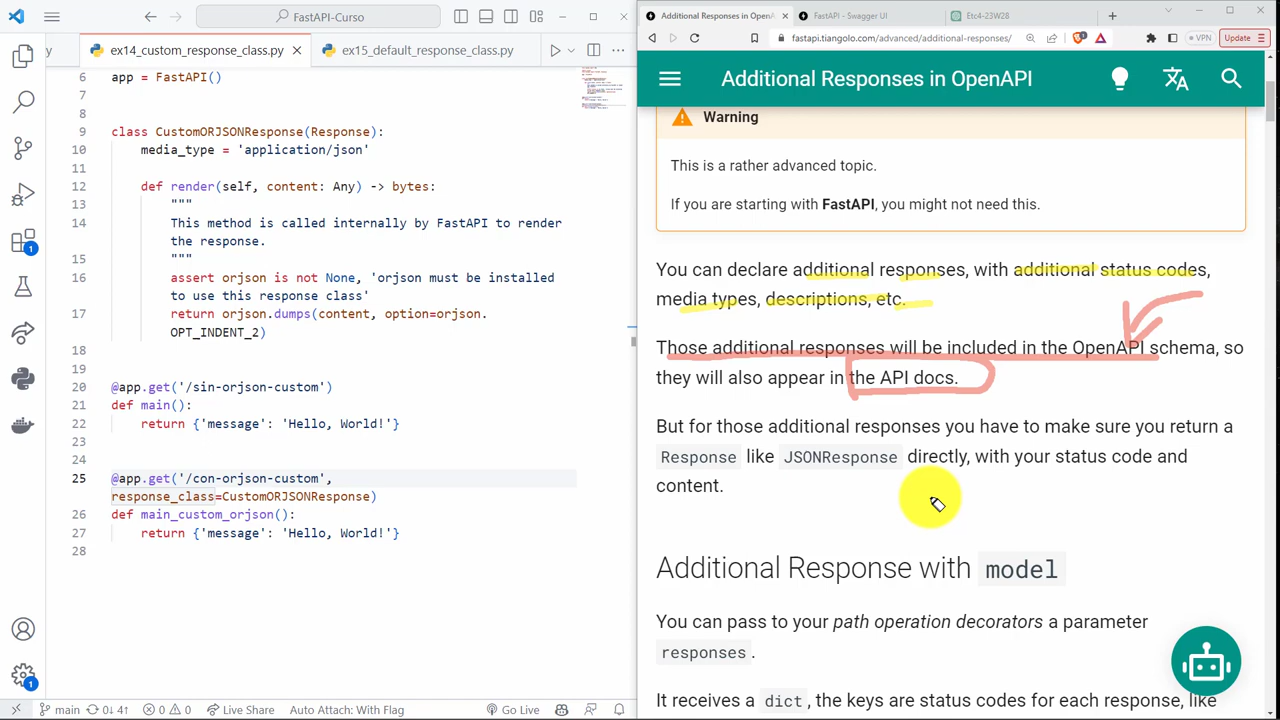 FastAPI-Curso
y
ex14_custom_response_class.py
ex15_default_response_class.py
6 app = FastAPI()
7
8
9 class CustomORJSONResponse(Response):
10 media_type = 'application/json'
11
12 def render(self, content: Any) -> bytes:
13 """
14 This method is called internally by FastAPI to render
the response.
15 """
16 assert orjson is not None, 'orjson must be installed
to use this response class'
17 return orjson.dumps(content, option=orjson.
OPT_INDENT_2)
18
19
20 @app.get('/sin-orjson-custom')
21 def main():
22 return {'message': 'Hello, World!'}
23
24
25 @app.get('/con-orjson-custom',
response_class=CustomORJSONResponse)
26 def main_custom_orjson():
27 return {'message': 'Hello, World!'}
28
1
1
main 0↓ 4↑ 0 0 Live Share Auto Attach: With Flag Go Live
Additional Responses in OpenA
FastAPI - Swagger UI
Etc4-23W28
fastapi.tiangolo.com/advanced/additional-responses/
VPN
Update
Additional Responses in OpenAPI
Warning
This is a rather advanced topic.
If you are starting with FastAPI, you might not need this.
You can declare additional responses, with additional status codes,
media types, descriptions, etc.
Those additional responses will be included in the OpenAPI schema, so
they will also appear in the API docs.
But for those additional responses you have to make sure you return a
Response like JSONResponse directly, with your status code and
content.
Additional Response with model
You can pass to your path operation decorators a parameter
responses.
It receives a dict, the keys are status codes for each response, like